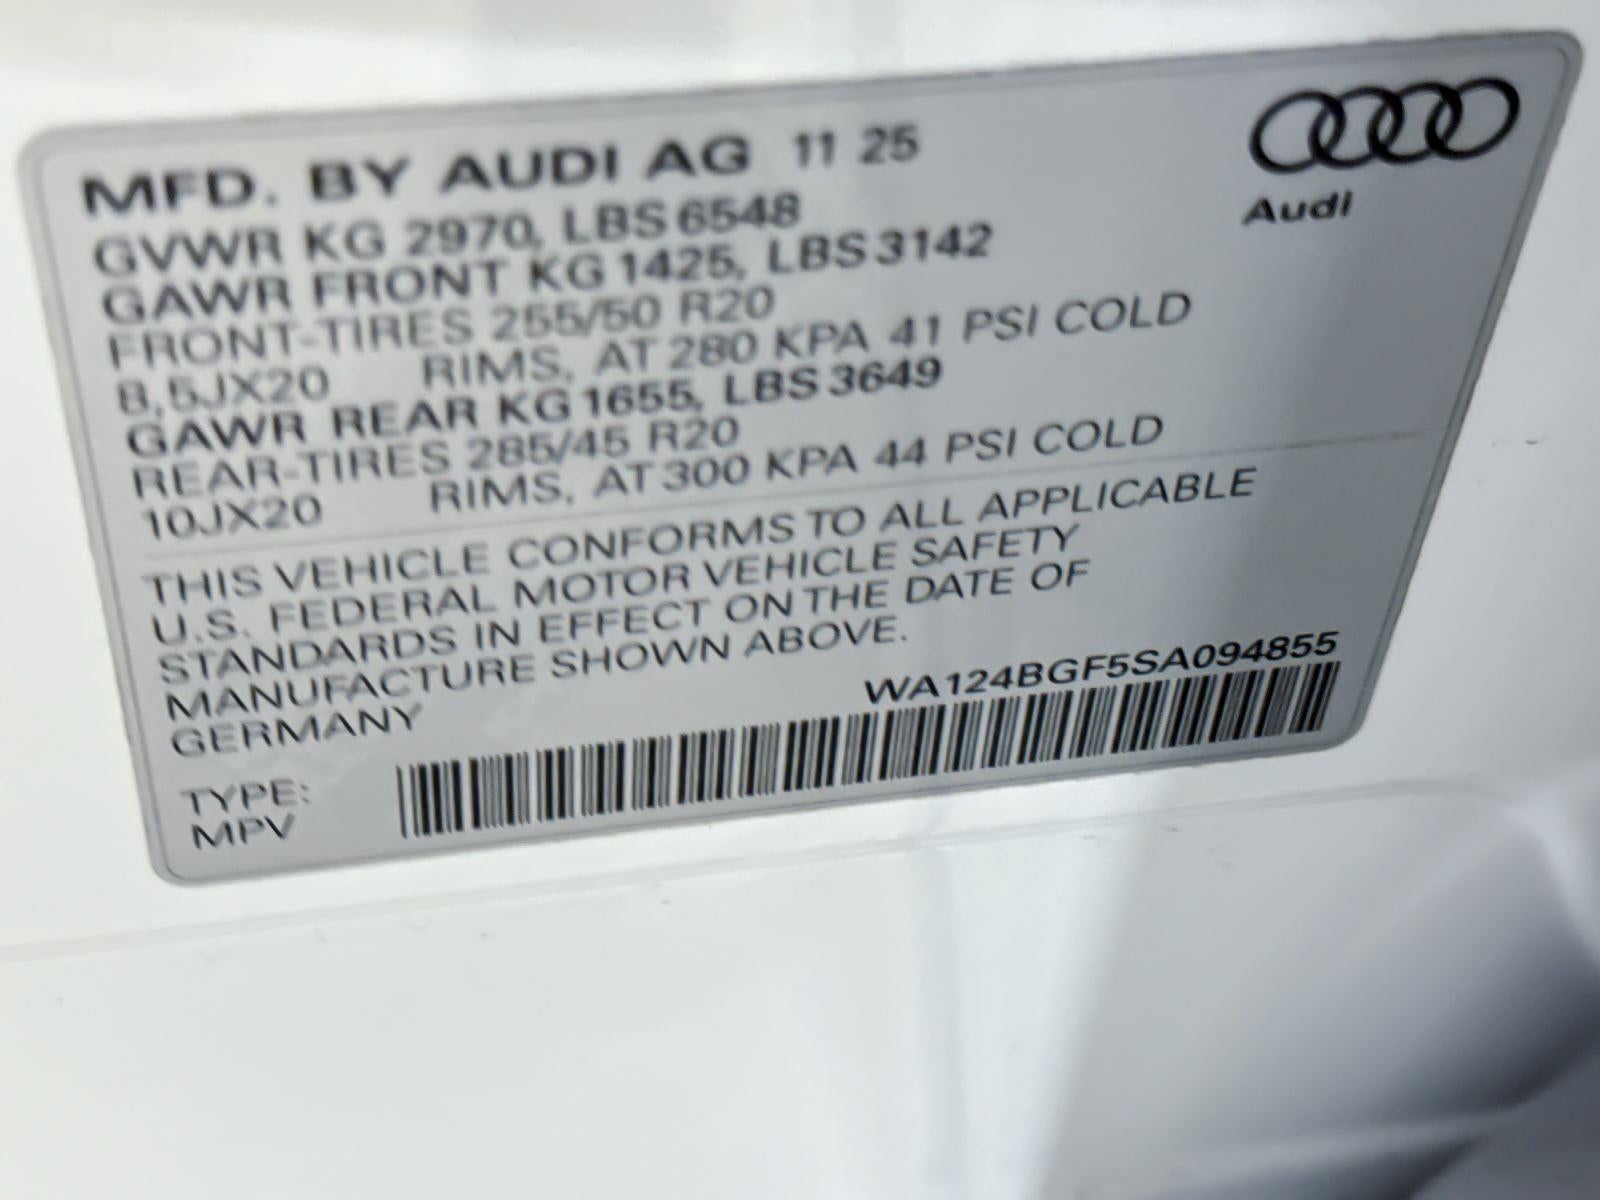 MFD. BY AUDI AG 11 25
Audi
GVWR KG 2970, LBS 6548
GAWR FRONT KG 1425, LBS 3142
FRONT-TIRES 255/50 R20
8,5JX20 RIMS, AT 280 KPA 41 PSI COLD
GAWR REAR KG 1655, LBS 3649
REAR-TIRES 285/45 R20
10JX20 RIMS, AT 300 KPA 44 PSI COLD
THIS VEHICLE CONFORMS TO ALL APPLICABLE
U.S. FEDERAL MOTOR VEHICLE SAFETY
STANDARDS IN EFFECT ON THE DATE OF
MANUFACTURE SHOWN ABOVE.
GERMANY
WA124BGF5SA094855
TYPE:
MPV